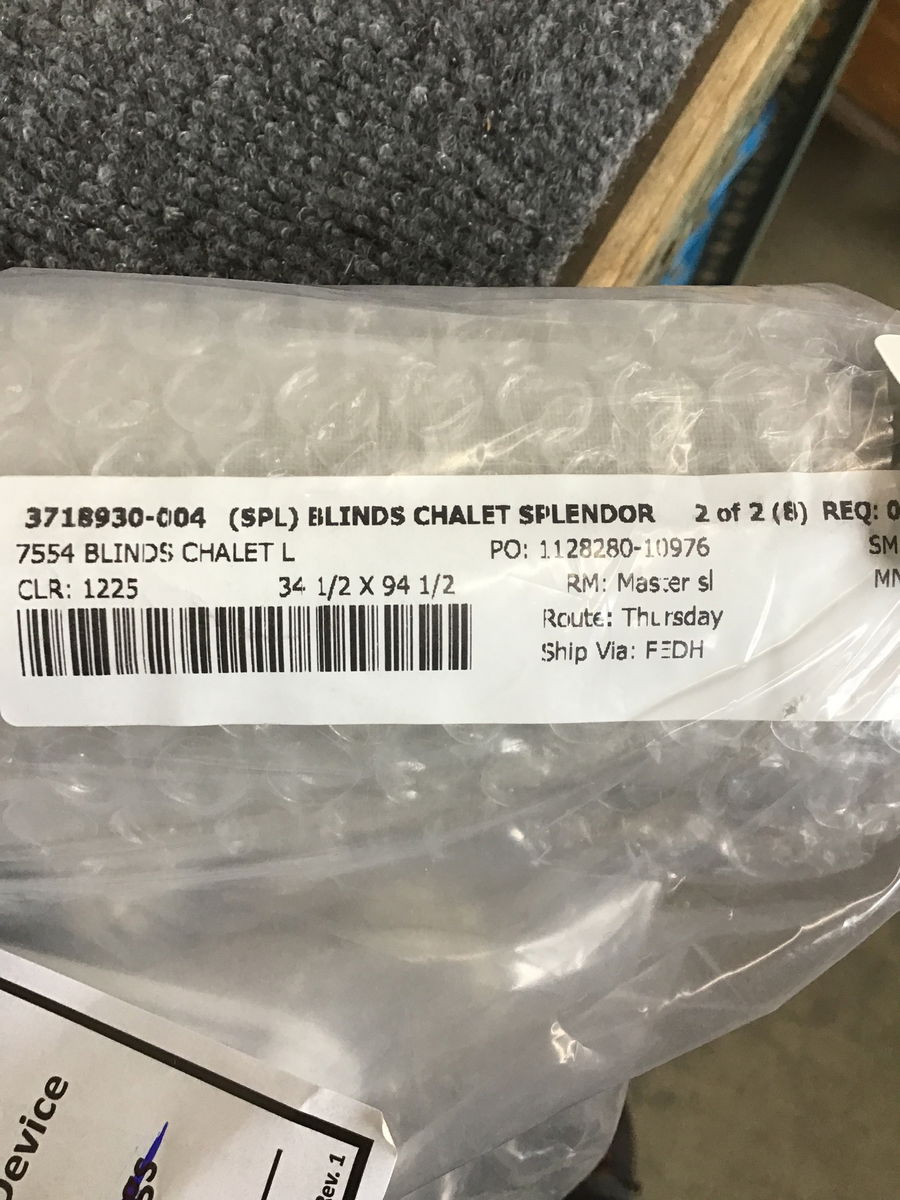 3718930-004 (SPL) BLINDS CHALET SPLENDOR 2 of 2 (8) REQ: 0
7554 BLINDS CHALET L PO: 1128280-10976 SM
CLR: 1225 34 1/2 X 94 1/2 RM: Master sl MN
Route: Thursday
Ship Via: FEDH
Device
ev. 1